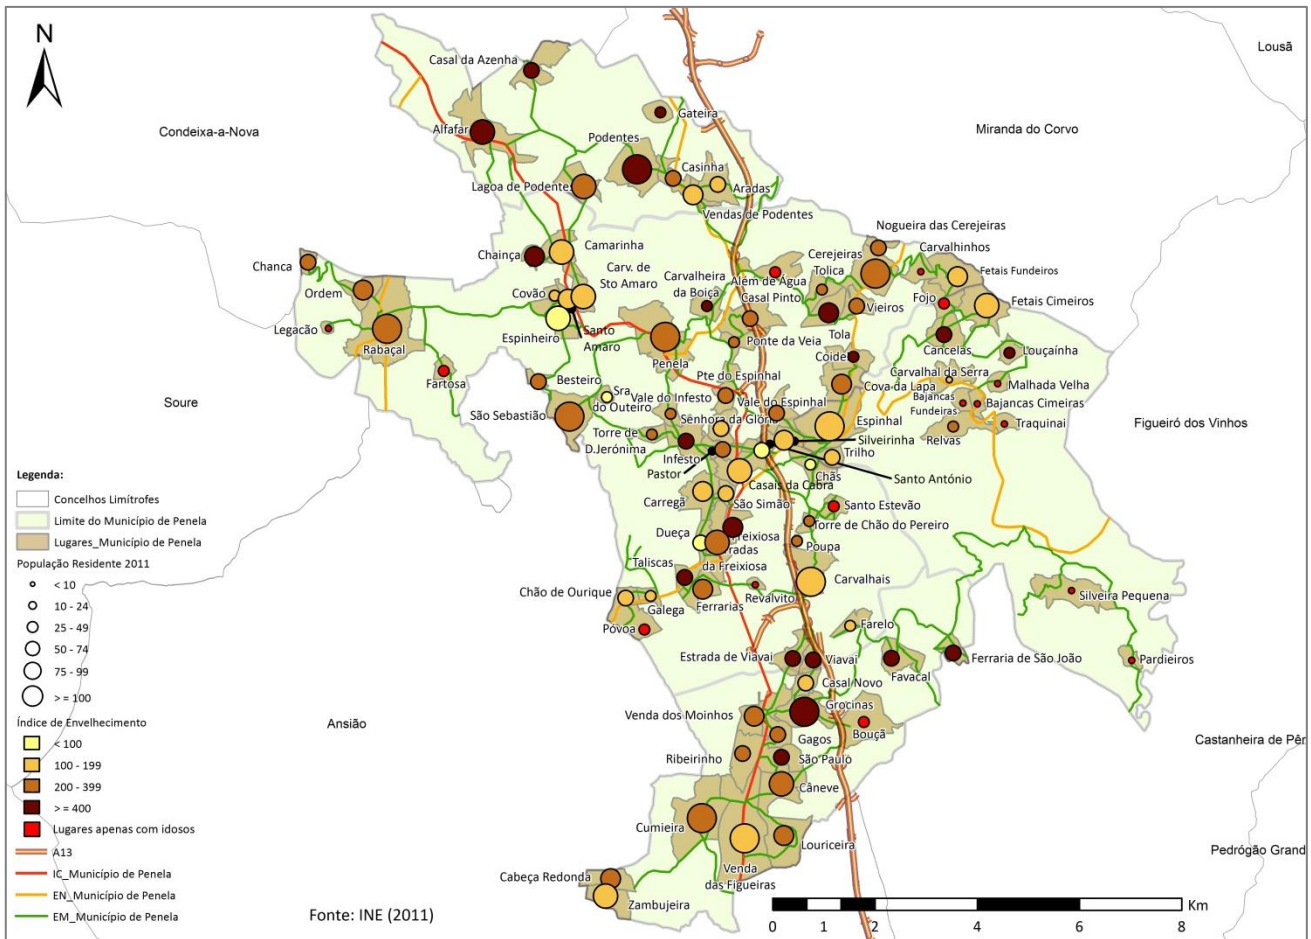 N
Lousã
Condeixa-a-Nova
Miranda do Corvo
Casal da Azenha
Gateira
Alfafar
Podentes
Casinha
Lagoa de Podentes
Aradas
Vendas de Podentes
Nogueira das Cerejeiras
Camarinha
Cerejeiras
Carvalhinhos
Chainça
Chanca
Carv. de
Sto Amaro
Carvalheira
da Boiça
Além de Água
Tolica
Fetais Fundeiros
Ordem
Covão
Casal Pinto
Fojo
Fetais Cimeiros
Vieiros
Legacão
Espinheiro
Santo
Amaro
Tola
Rabaçal
Penela
Ponte da Veia
Cancelas
Louçaínha
Coide
Fartosa
Besteiro
Pte do Espinhal
Carvalhal da Serra
Cova da Lapa
Malhada Velha
Soure
Sra
do Outeiro
Vale do Infesto
Vale do Espinhal
Bajancas
Fundeiras
Bajancas Cimeiras
São Sebastião
Senhora da Glória
Espinhal
Traquinai
Figueiró dos Vinhos
Torre de
D.Jerónima
Silveirinha
Relvas
Infesto
Trilho
Pastor
Chãs
Santo António
Casais da Cabra
Carregã
São Simão
Santo Estevão
Torre de Chão do Pereiro
Dueça
Freixiosa
radas
da Freixiosa
Poupa
Taliscas
Carvalhais
Chão de Ourique
Revalvito
Silveira Pequena
Galega
Ferrarias
Póvoa
Farelo
Estrada de Viavai
Viavai
Favacal
Ferraria de São João
Pardieiros
Casal Novo
Ansião
Venda dos Moinhos
Grocinas
Bouçã
Gagos
Castanheira de Pêr
Ribeirinho
São Paulo
Câneve
Cumieira
Louriceira
Pedrógão Grand
Venda
das Figueiras
Cabeça Redonda
Zambujeira
Legenda:
Concelhos Limítrofes
Limite do Município de Penela
Lugares_Município de Penela
População Residente 2011
< 10
10 - 24
25 - 49
50 - 74
75 - 99
> = 100
Índice de Envelhecimento
< 100
100 - 199
200 - 399
> = 400
Lugares apenas com idosos
A13
IC_Município de Penela
EN_Município de Penela
EM_Município de Penela
Fonte: INE (2011)
Km
0 1 2 4 6 8